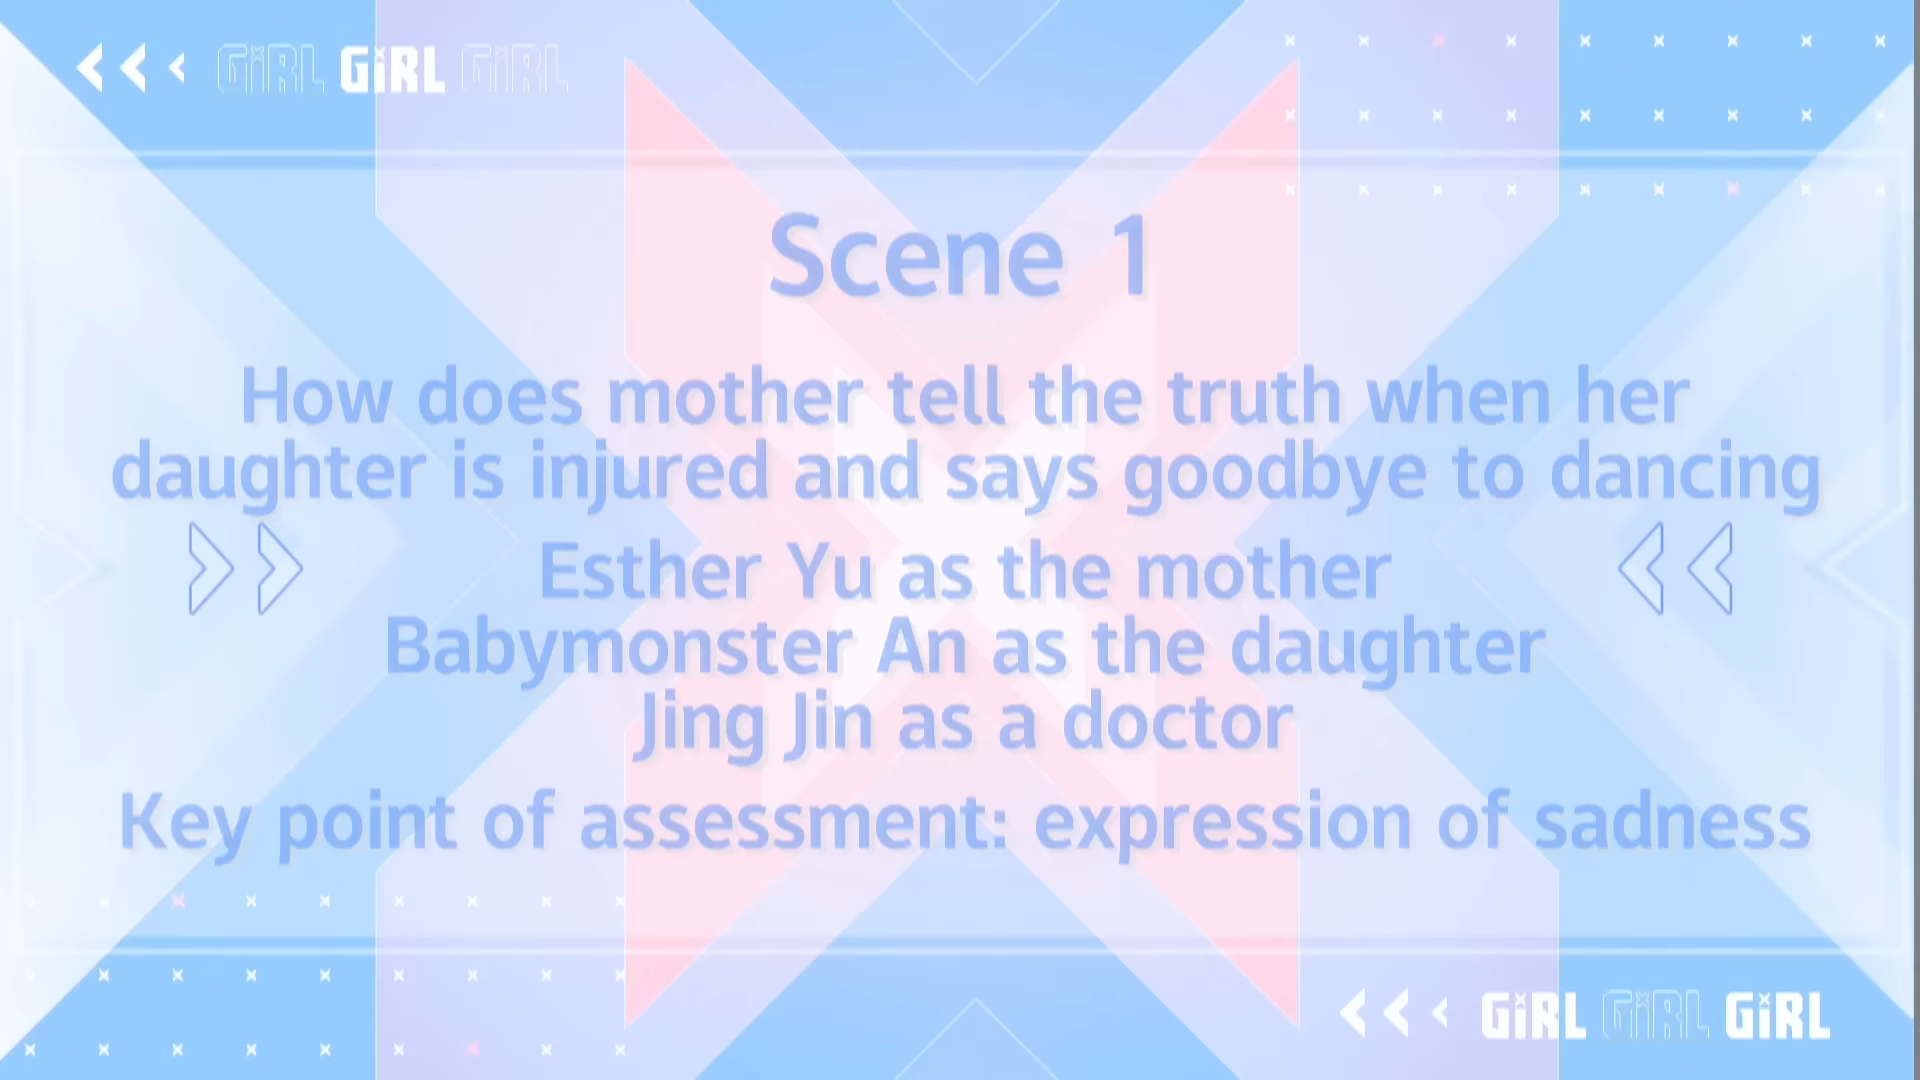 GiRL GiRL GiRL
Scene 1
How does mother tell the truth when her
daughter is injured and says goodbye to dancing
Esther Yu as the mother
Babymonster An as the daughter
Jing Jin as a doctor
Key point of assessment: expression of sadness
GiRL GiRL GiRL